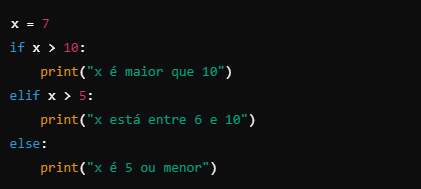 x = 7
if x > 10:
    print("x é maior que 10")
elif x > 5:
    print("x está entre 6 e 10")
else:
    print("x é 5 ou menor")